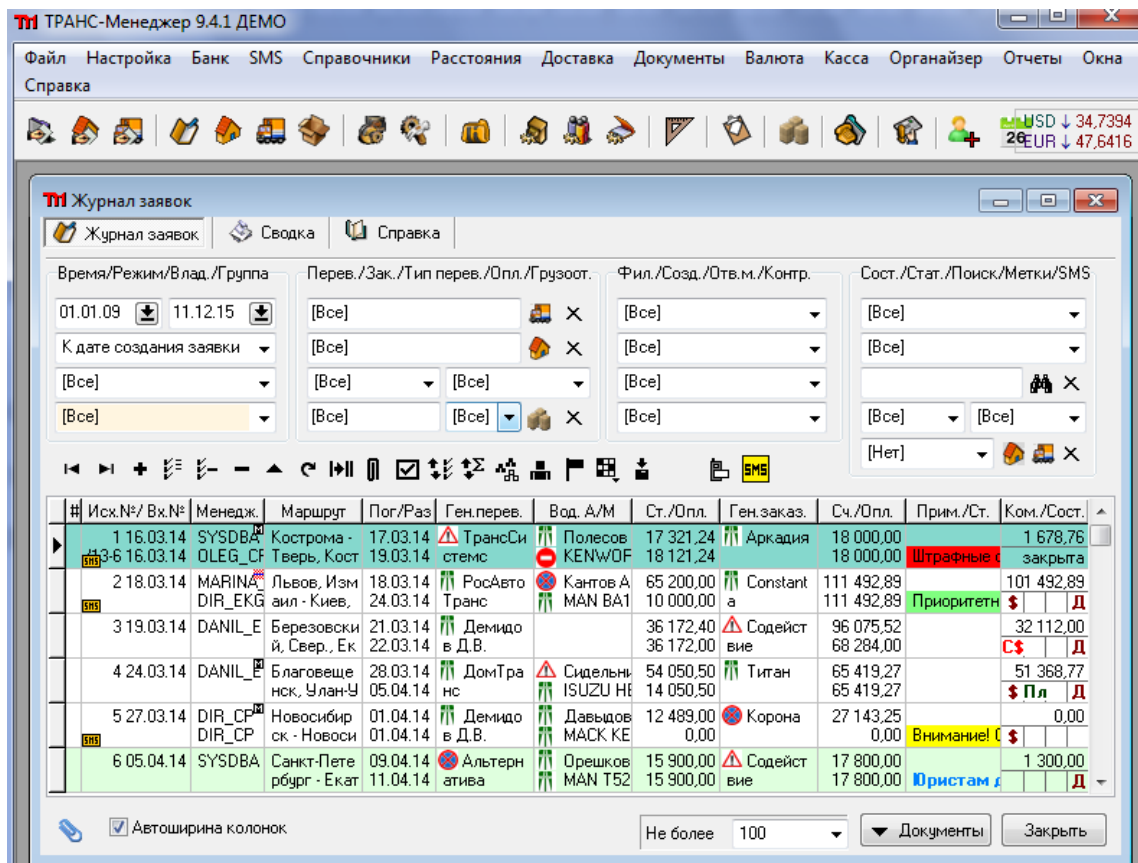 ТРАНС-Менеджер 9.4.1 ДЕМО
Файл Настройка Банк SMS Справочники Расстояния Доставка Документы Валюта Касса Органайзер Отчеты Окна
Справка
USD ↓ 34,7394
26 EUR ↓ 47,6416
Журнал заявок
Журнал заявок Сводка Справка
Время/Режим/Влад./Группа Перев./Зак./Тип перев./Опл./Грузоот. Фил./Созд./Отв.м./Контр. Сост./Стат./Поиск/Метки/SMS
01.01.09 11.12.15 [Все] [Все] [Все]
К дате создания заявки [Все] [Все] [Все]
[Все] [Все] [Все] [Все]
[Все] [Все] [Все] [Все] [Все] [Все]
[Нет]
SMS
# Исх.№/ Вх.№ Менедж. Маршрут Пог/Раз Ген.перев. Вод. А/М Ст./Опл. Ген.заказ. Сч./Опл. Прим./Ст. Ком./Сост.
1 16.03.14 SYSDBA M Кострома - 17.03.14 ТрансСи Полесов 17 321,24 Аркадия 18 000,00 1 678,76
SMS 3-6 16.03.14 OLEG_CF Тверь, Кост 19.03.14 стемс KENWOF 18 121,24 18 000,00 Штрафные с закрыта
2 18.03.14 MARINA_ Львов, Изм 18.03.14 РосАвто Кантов А 65 200,00 Constant 111 492,89 101 492,89
SMS DIR_EKG аил - Киев, 24.03.14 Транс MAN BA1 10 000,00 а 111 492,89 Приоритетн $ Д
3 19.03.14 DANIL_E Березовски 21.03.14 Демидо 36 172,40 Содейст 96 075,52 32 112,00
й, Свер., Ек 22.03.14 в Д.В. 36 172,00 вие 68 284,00 С$ Д
4 24.03.14 DANIL_E M Благовеще 28.03.14 ДомТра Сидельни 54 050,50 Титан 65 419,27 51 368,77
нск, Улан-У 05.04.14 нс ISUZU HE 14 050,50 65 419,27 $ Пл Д
5 27.03.14 DIR_CP M Новосибир 01.04.14 Демидо Давыдов 12 489,00 Корона 27 143,25 0,00
SMS DIR_CP ск - Новоси 01.04.14 в Д.В. MACK KE 0,00 0,00 Внимание! $
6 05.04.14 SYSDBA Санкт-Пете 09.04.14 Альтерн Орешков 15 900,00 Содейст 17 800,00 1 300,00
рбург - Екат 11.04.14 атива MAN T52 15 900,00 вие 17 800,00 Юристам д Д
Автоширина колонок Не более 100 Документы Закрыть